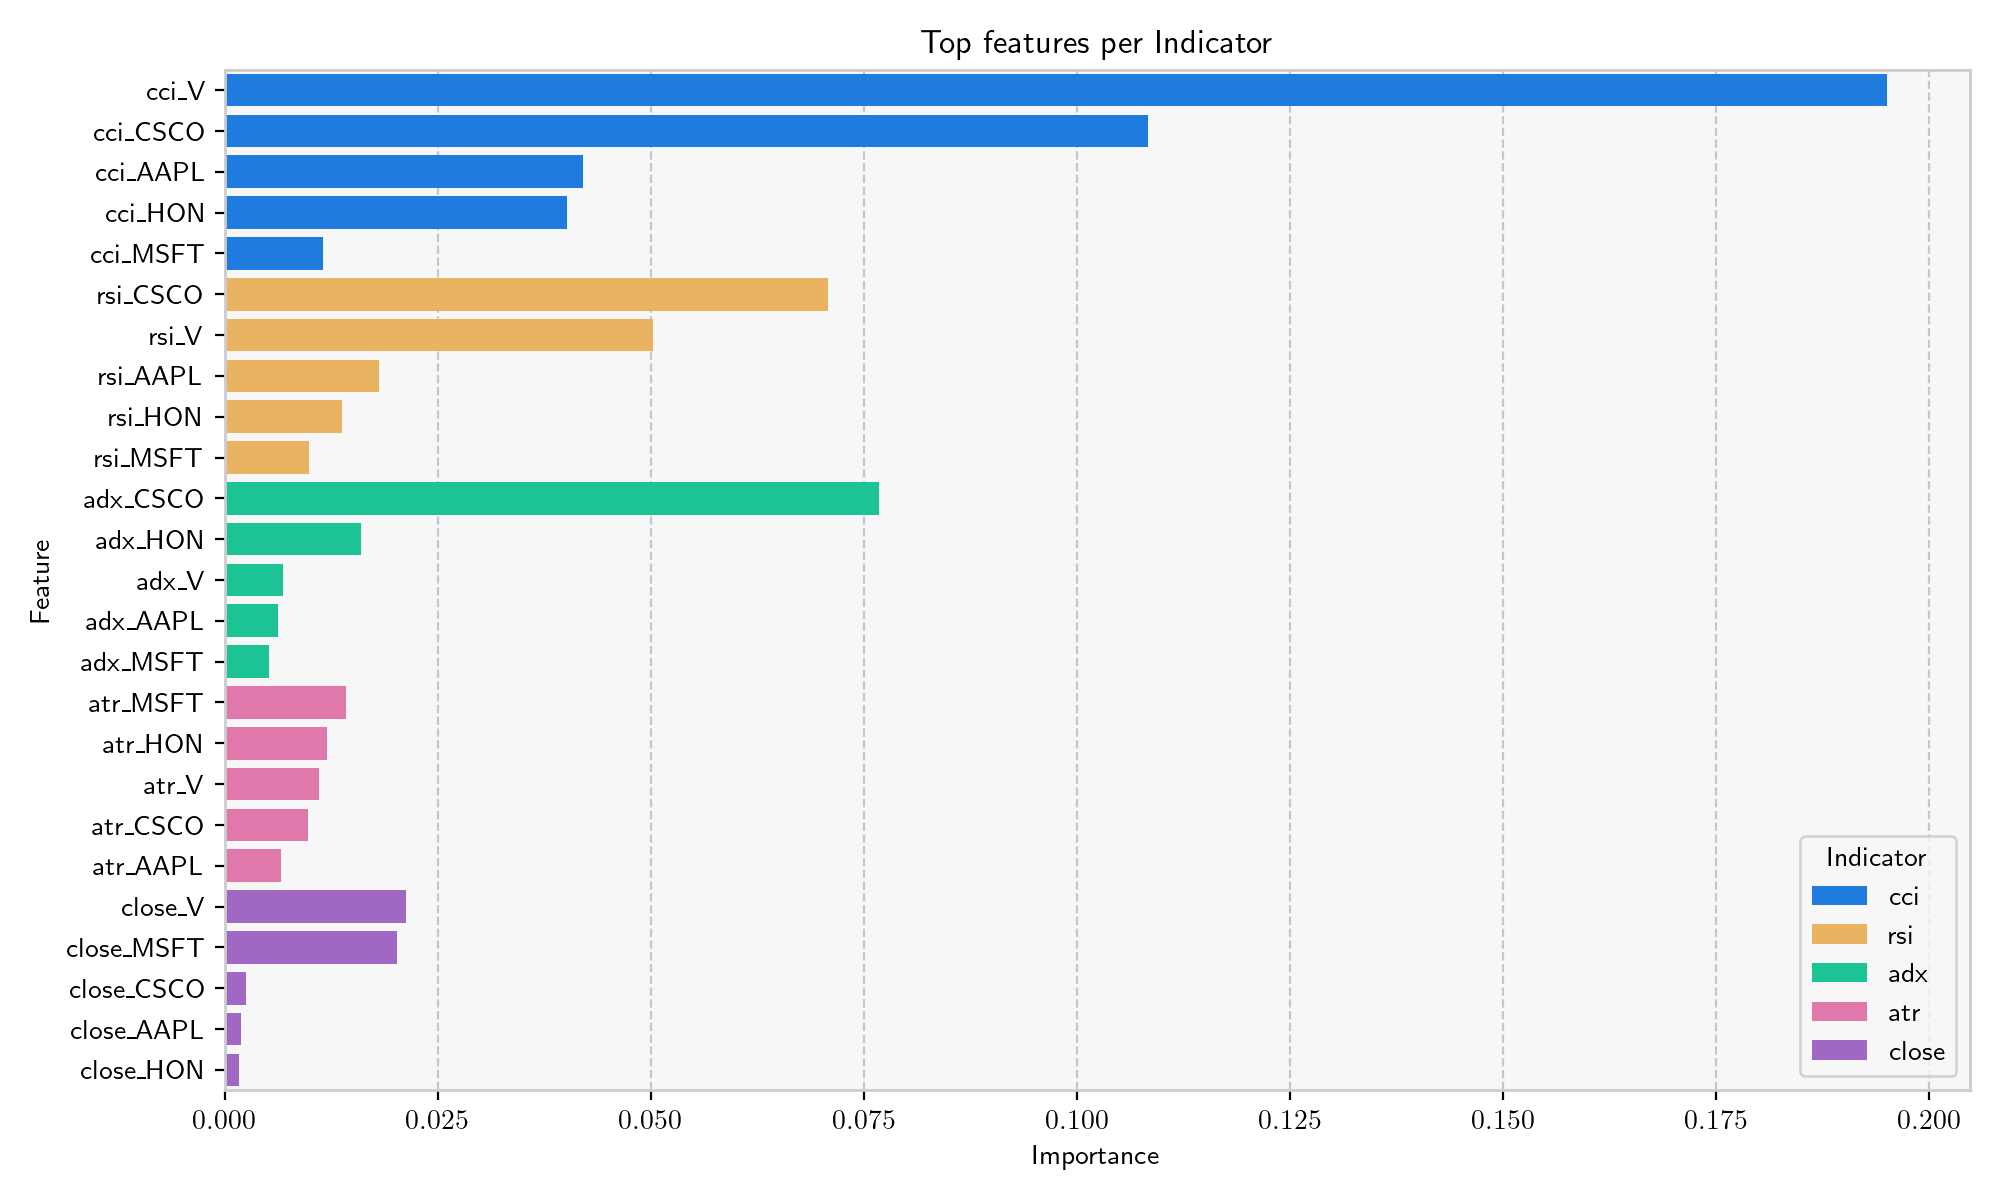 Top features per Indicator
cci_V
cci_CSCO
cci_AAPL
cci_HON
cci_MSFT
rsi_CSCO
rsi_V
rsi_AAPL
rsi_HON
rsi_MSFT
adx_CSCO
adx_HON
adx_V
adx_AAPL
adx_MSFT
atr_MSFT
atr_HON
atr_V
atr_CSCO
atr_AAPL
close_V
close_MSFT
close_CSCO
close_AAPL
close_HON
Feature
0.000 0.025 0.050 0.075 0.100 0.125 0.150 0.175 0.200
Importance
Indicator
cci
rsi
adx
atr
close